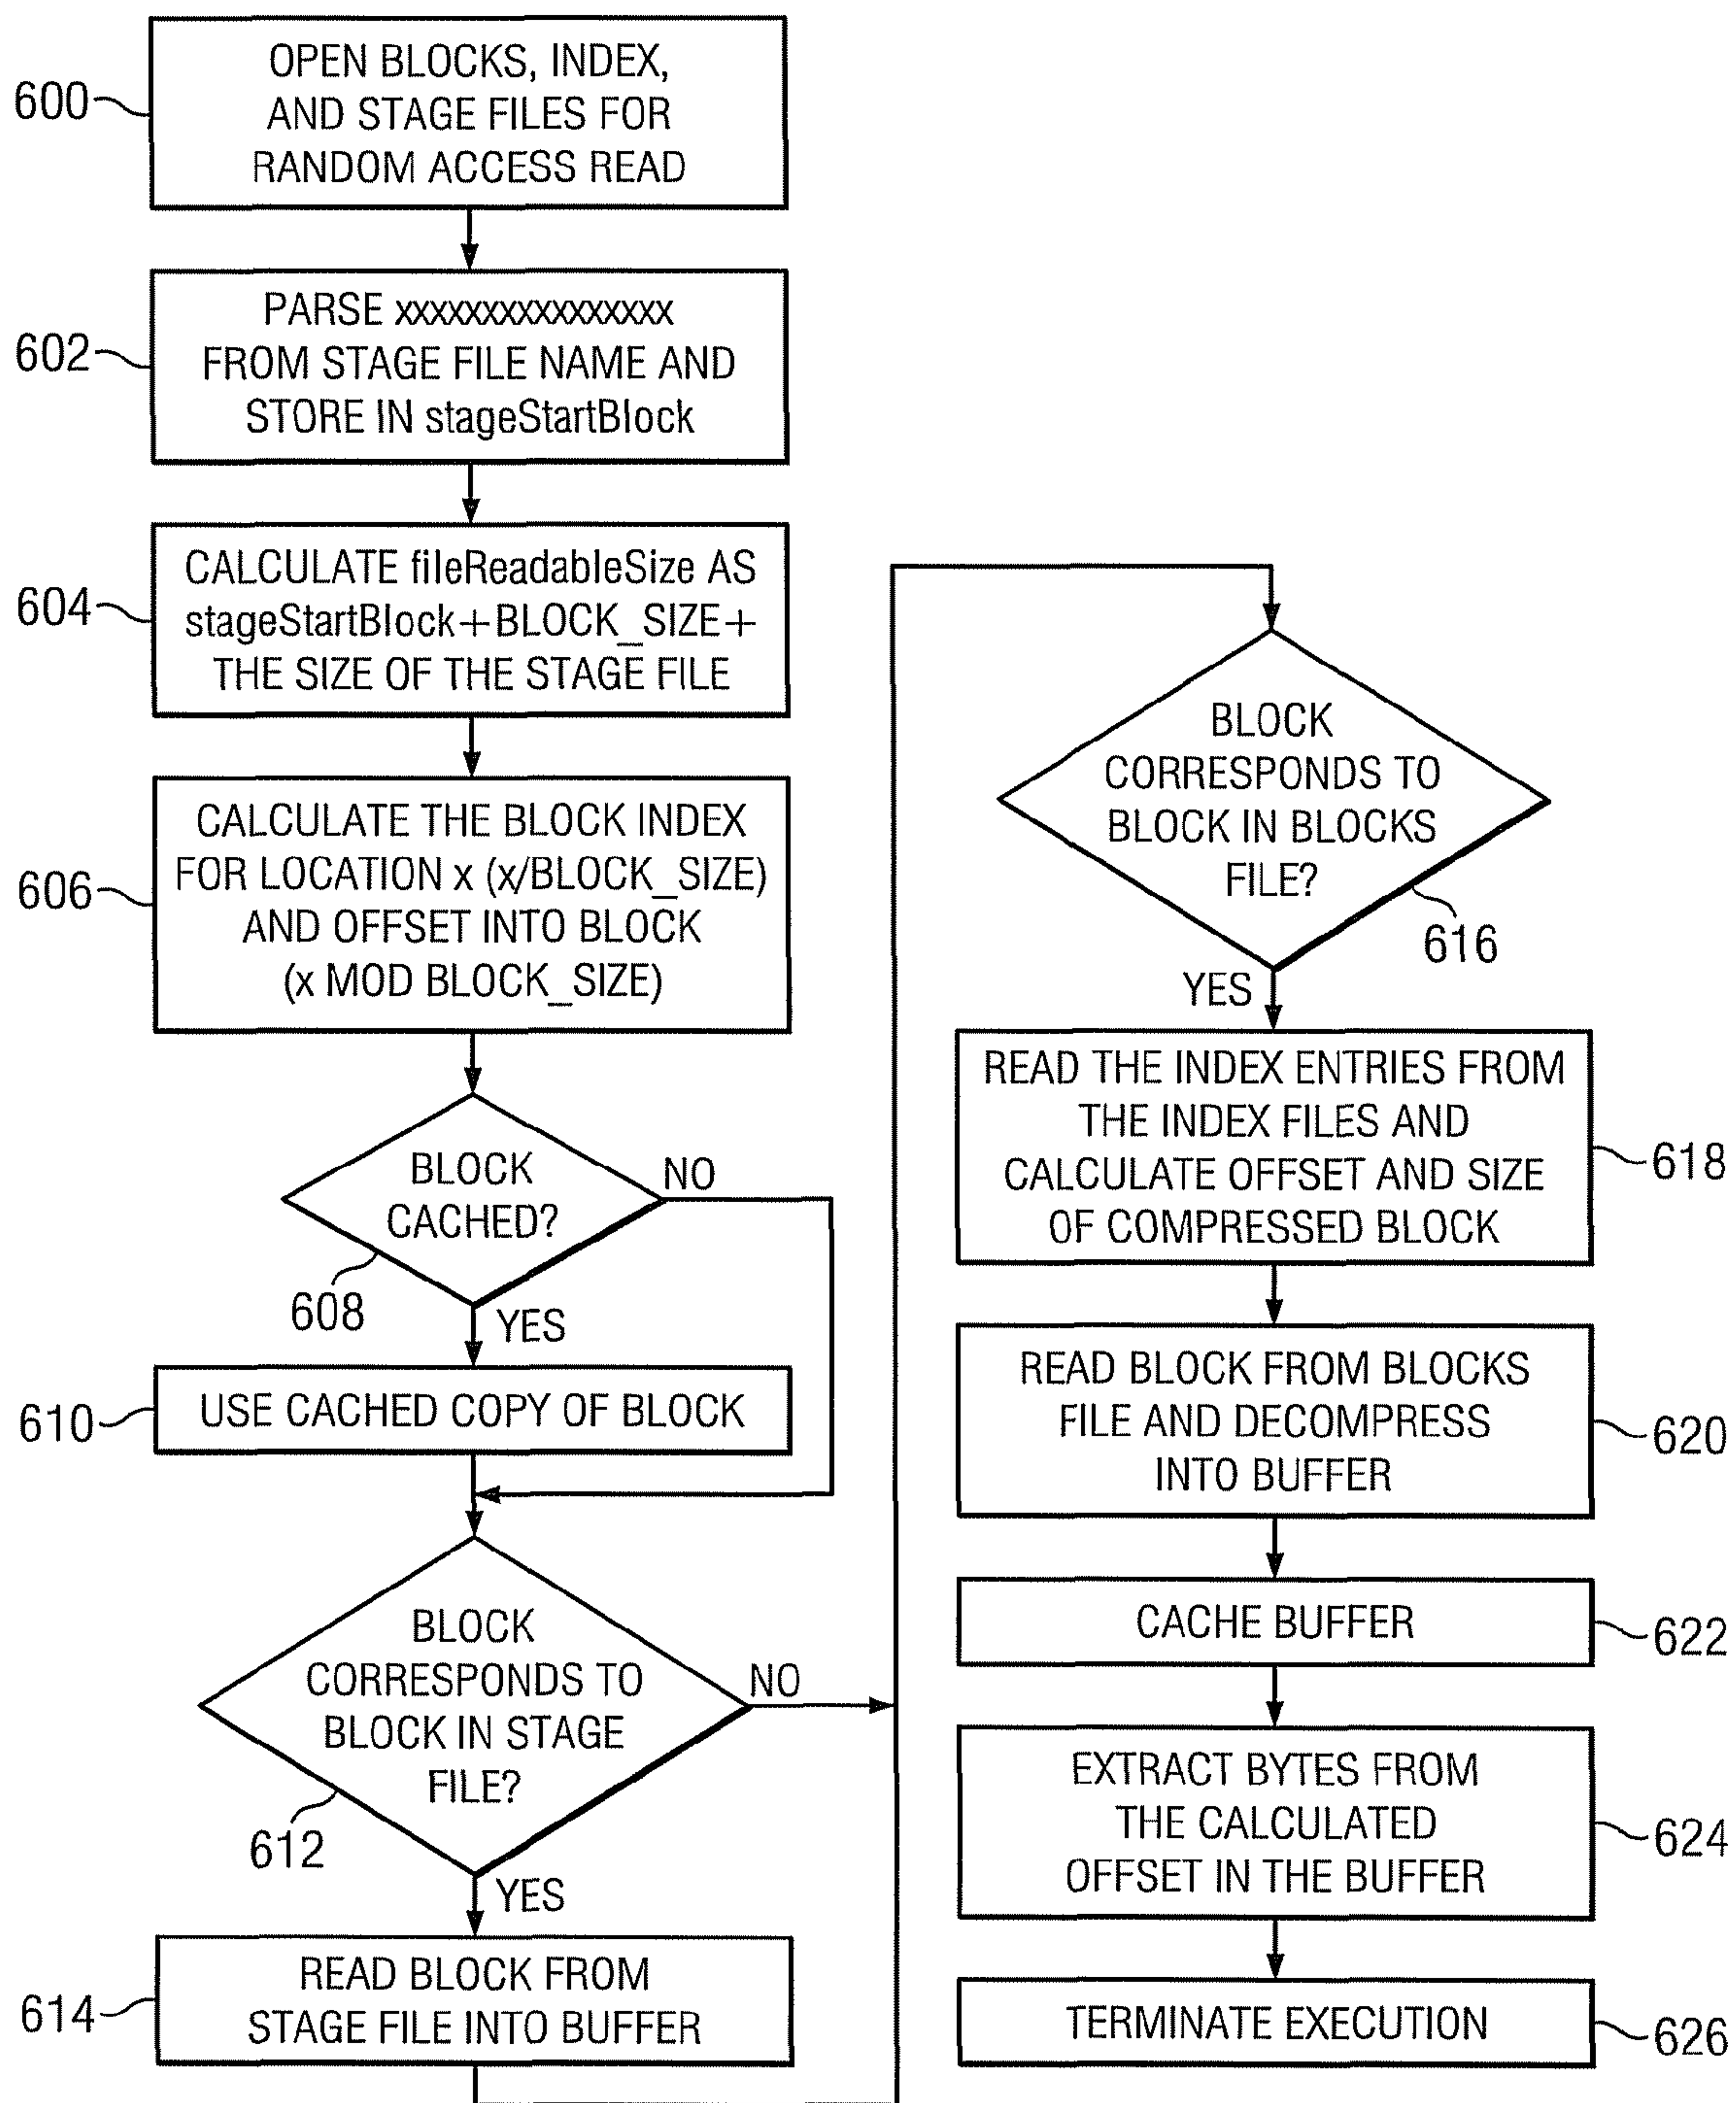 600
OPEN BLOCKS, INDEX,
AND STAGE FILES FOR
RANDOM ACCESS READ
602
PARSE xxxxxxxxxxxxxxxx
FROM STAGE FILE NAME AND
STORE IN stageStartBlock
604
CALCULATE fileReadableSize AS
stageStartBlock+BLOCK_SIZE+
THE SIZE OF THE STAGE FILE
606
CALCULATE THE BLOCK INDEX
FOR LOCATION x (x/BLOCK_SIZE)
AND OFFSET INTO BLOCK
(x MOD BLOCK_SIZE)
BLOCK
CACHED?
NO
608
YES
610
USE CACHED COPY OF BLOCK
BLOCK
CORRESPONDS TO
BLOCK IN STAGE
FILE?
NO
612
YES
614
READ BLOCK FROM
STAGE FILE INTO BUFFER
BLOCK
CORRESPONDS TO
BLOCK IN BLOCKS
FILE?
616
YES
READ THE INDEX ENTRIES FROM
THE INDEX FILES AND
CALCULATE OFFSET AND SIZE
OF COMPRESSED BLOCK
618
READ BLOCK FROM BLOCKS
FILE AND DECOMPRESS
INTO BUFFER
620
CACHE BUFFER
622
EXTRACT BYTES FROM
THE CALCULATED
OFFSET IN THE BUFFER
624
TERMINATE EXECUTION
626